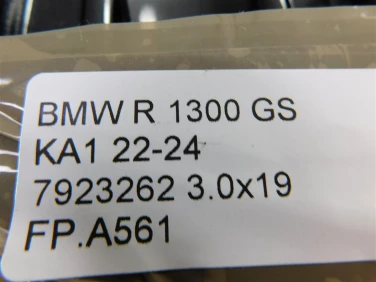 BMW R 1300 GS
KA1 22-24
7923262 3.0x19
FP.A561